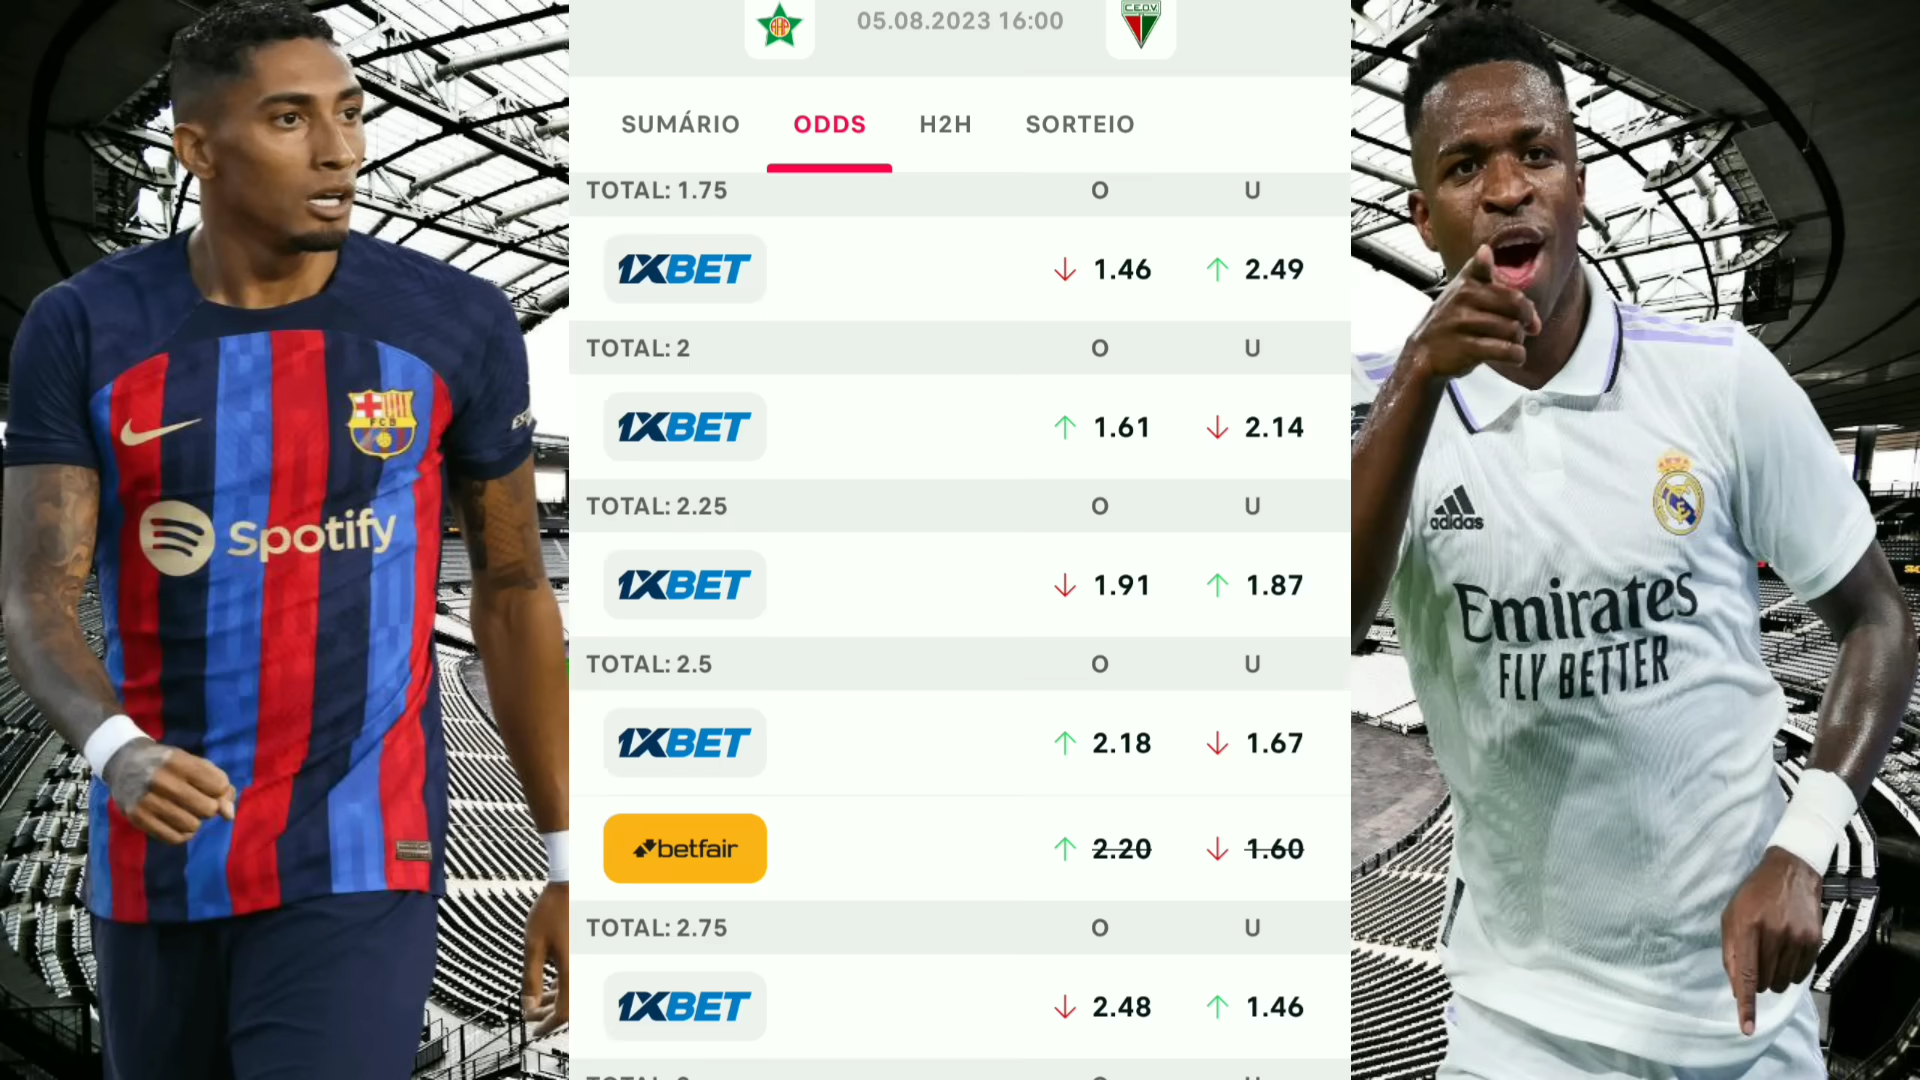 05.08.2023 16:00
C.E.O.V.
SUMÁRIO ODDS H2H SORTEIO
TOTAL: 1.75 O U
1XBET 1.46 2.49
TOTAL: 2 O U
1XBET 1.61 2.14
TOTAL: 2.25 O U
1XBET 1.91 1.87
TOTAL: 2.5 O U
1XBET 2.18 1.67
betfair 2.20 1.60
TOTAL: 2.75 O U
1XBET 2.48 1.46
FCB
Spotify
adidas
Emirates
FLY BETTER